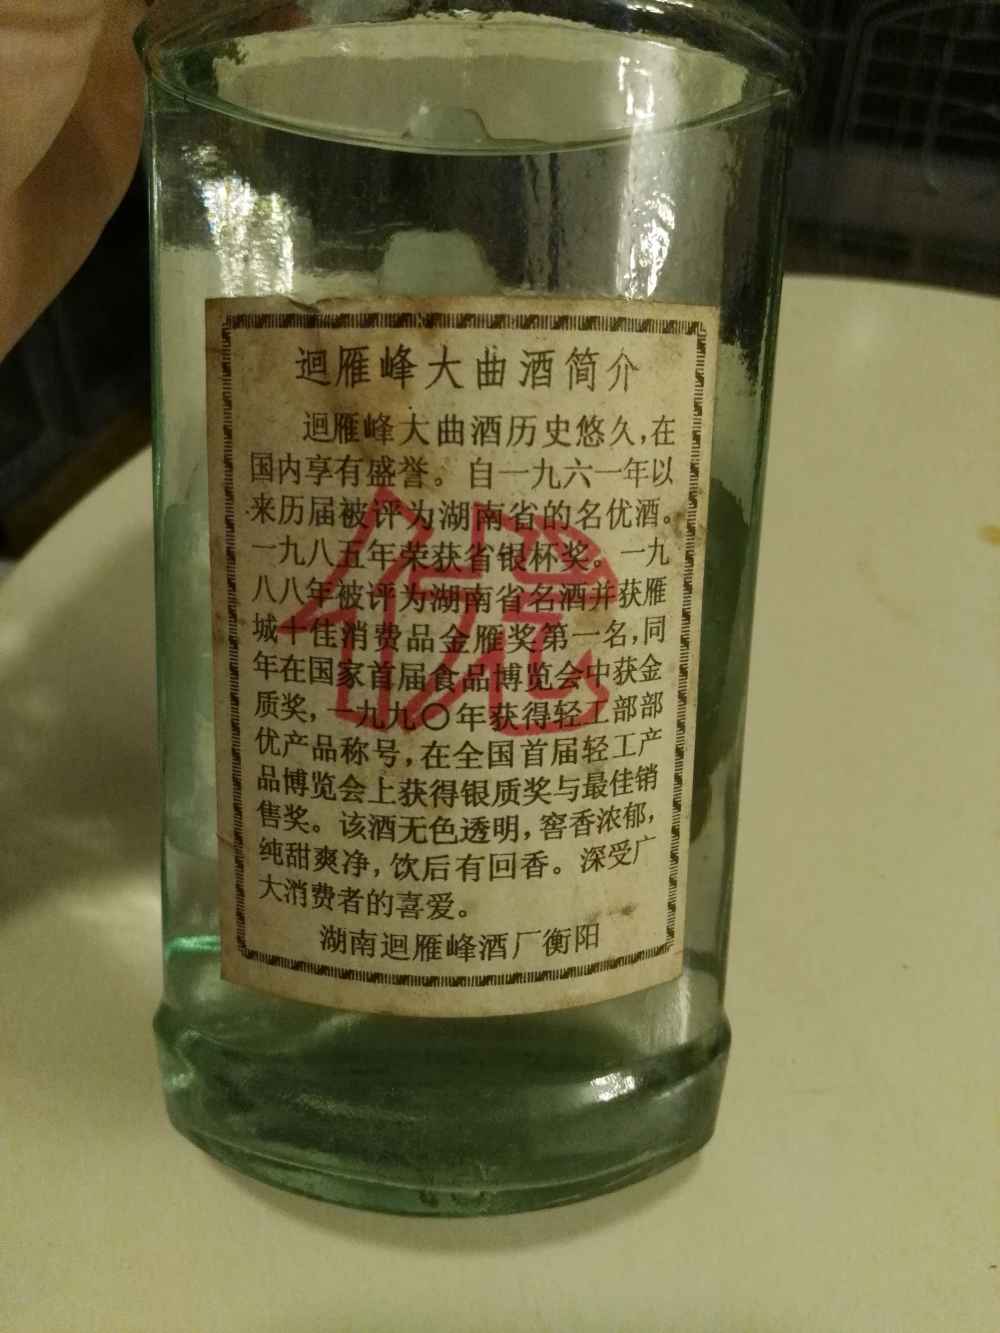 迴雁峰大曲酒简介
迴雁峰大曲酒历史悠久,在
国内享有盛誉。自一九六一年以
来历届被评为湖南省的名优酒。
一九八五年荣获省银杯奖。一九
八八年被评为湖南省名酒并获雁
城十佳消费品金雁奖第一名,同
年在国家首届食品博览会中获金
质奖,一九九〇年获得轻工部部
优产品称号,在全国首届轻工产
品博览会上获得银质奖与最佳销
售奖。该酒无色透明,窖香浓郁,
纯甜爽净,饮后有回香。深受广
大消费者的喜爱。
湖南迴雁峰酒厂衡阳